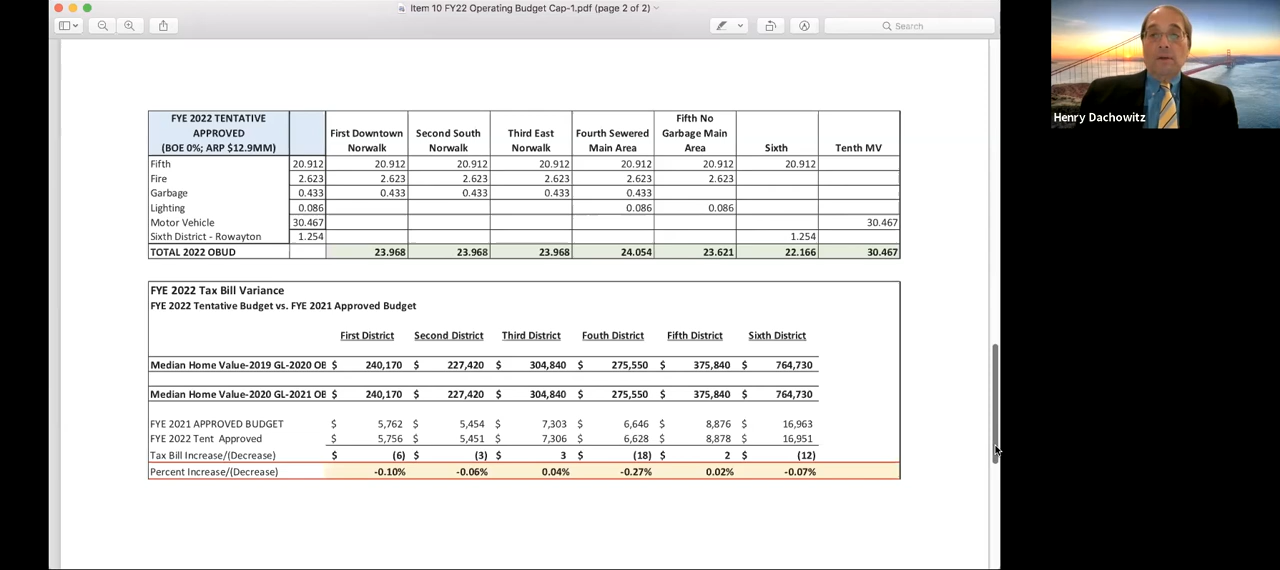 Item 10 FY22 Operating Budget Cap-1.pdf (page 2 of 2)
Search
Henry Dachowitz
FYE 2022 TENTATIVE APPROVED (BOE 0%; ARP $12.9MM) First Downtown Norwalk Second South Norwalk Third East Norwalk Fourth Sewered Main Area Fifth No Garbage Main Area Sixth Tenth MV
Fifth 20.912 20.912 20.912 20.912 20.912 20.912 20.912
Fire 2.623 2.623 2.623 2.623 2.623 2.623
Garbage 0.433 0.433 0.433 0.433 0.433
Lighting 0.086 0.086 0.086
Motor Vehicle 30.467 30.467
Sixth District - Rowayton 1.254 1.254
TOTAL 2022 OBUD 23.968 23.968 23.968 24.054 23.621 22.166 30.467
FYE 2022 Tax Bill Variance
FYE 2022 Tentative Budget vs. FYE 2021 Approved Budget
First District Second District Third District Fouth District Fifth District Sixth District
Median Home Value-2019 GL-2020 OB $ 240,170 $ 227,420 $ 304,840 $ 275,550 $ 375,840 $ 764,730
Median Home Value-2020 GL-2021 OB $ 240,170 $ 227,420 $ 304,840 $ 275,550 $ 375,840 $ 764,730
FYE 2021 APPROVED BUDGET $ 5,762 $ 5,454 $ 7,303 $ 6,646 $ 8,876 $ 16,963
FYE 2022 Tent Approved $ 5,756 $ 5,451 $ 7,306 $ 6,628 $ 8,878 $ 16,951
Tax Bill Increase/(Decrease) $ (6) $ (3) $ 3 $ (18) $ 2 $ (12)
Percent Increase/(Decrease) -0.10% -0.06% 0.04% -0.27% 0.02% -0.07%